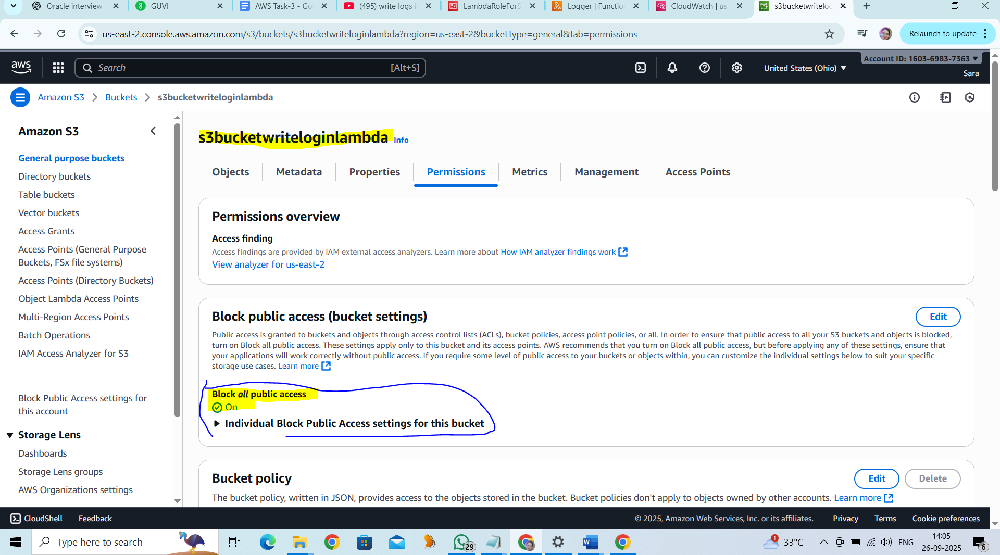 Oracle interview
GUVI
AWS Task-3 - Go
(495) write logs i
LambdaRoleForS
Logger | Functio
CloudWatch | us
s3bucketwritelog
us-east-2.console.aws.amazon.com/s3/buckets/s3bucketwriteloginlambda?region=us-east-2&bucketType=general&tab=permissions
Relaunch to update
aws
Search
[Alt+S]
United States (Ohio)
Account ID: 1603-6983-7363
Sara
Amazon S3
Buckets
s3bucketwriteloginlambda
Amazon S3
General purpose buckets
Directory buckets
Table buckets
Vector buckets
Access Grants
Access Points (General Purpose
Buckets, FSx file systems)
Access Points (Directory Buckets)
Object Lambda Access Points
Multi-Region Access Points
Batch Operations
IAM Access Analyzer for S3
Block Public Access settings for
this account
Storage Lens
Dashboards
Storage Lens groups
AWS Organizations settings
s3bucketwriteloginlambda Info
Objects
Metadata
Properties
Permissions
Metrics
Management
Access Points
Permissions overview
Access finding
Access findings are provided by IAM external access analyzers. Learn more about How IAM analyzer findings work
View analyzer for us-east-2
Block public access (bucket settings)
Edit
Public access is granted to buckets and objects through access control lists (ACLs), bucket policies, access point policies, or all. In order to ensure that public access to all your S3 buckets and objects is blocked,
turn on Block all public access. These settings apply only to this bucket and its access points. AWS recommends that you turn on Block all public access, but before applying any of these settings, ensure that
your applications will work correctly without public access. If you require some level of public access to your buckets or objects within, you can customize the individual settings below to suit your specific
storage use cases. Learn more
Block all public access
On
Individual Block Public Access settings for this bucket
Bucket policy
Edit
Delete
The bucket policy, written in JSON, provides access to the objects stored in the bucket. Bucket policies don't apply to objects owned by other accounts. Learn more
CloudShell
Feedback
© 2025, Amazon Web Services, Inc. or its affiliates.
Privacy
Terms
Cookie preferences
Type here to search
29
1
33°C
ENG
14:05
26-09-2025
6